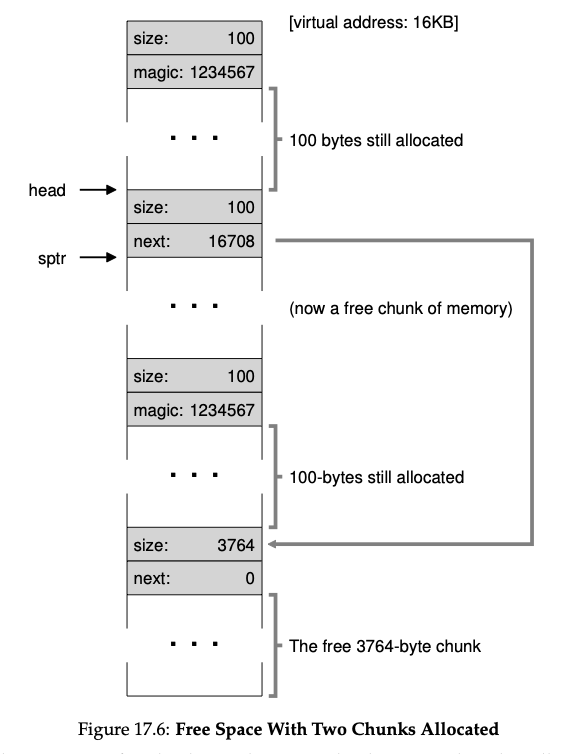 [virtual address: 16KB]
size: 100
magic: 1234567
. . .
100 bytes still allocated
head
size: 100
next: 16708
sptr
. . .
(now a free chunk of memory)
size: 100
magic: 1234567
. . .
100-bytes still allocated
size: 3764
next: 0
. . .
The free 3764-byte chunk
Figure 17.6: Free Space With Two Chunks Allocated